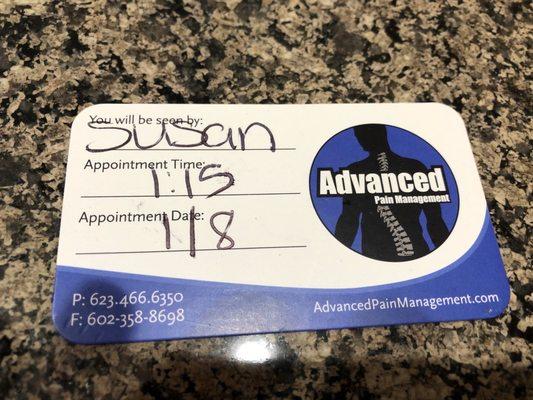 You will be seen by:
Susan
Appointment Time:
1:15
Appointment Date:
1/8
Advanced
Pain Management
P: 623.466.6350
F: 602-358-8698
AdvancedPainManagement.com